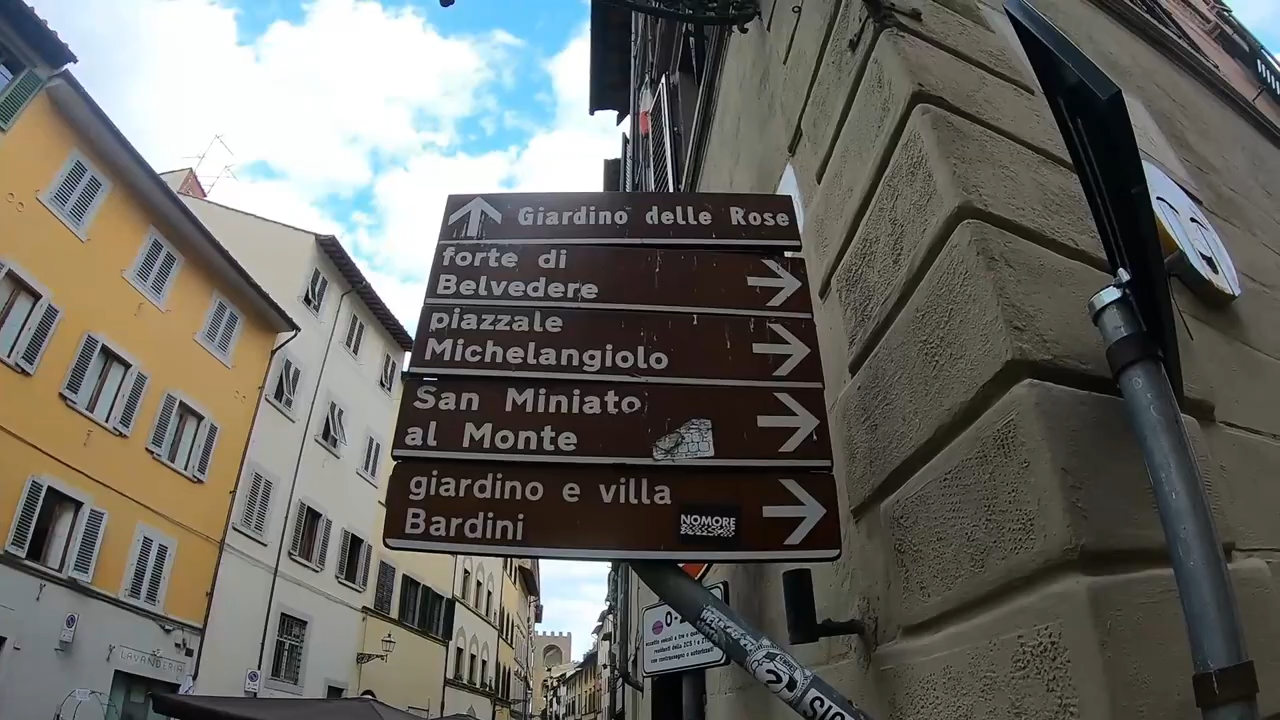 Giardino delle Rose
forte di
Belvedere
piazzale
Michelangiolo
San Miniato
al Monte
giardino e villa
Bardini
NOMORE
LAVANDERIA